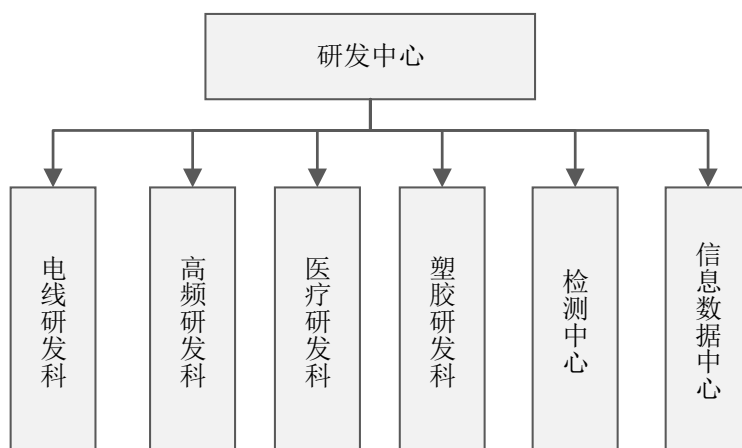 研发中心
电线研发科
高频研发科
医疗研发科
塑胶研发科
检测中心
信息数据中心